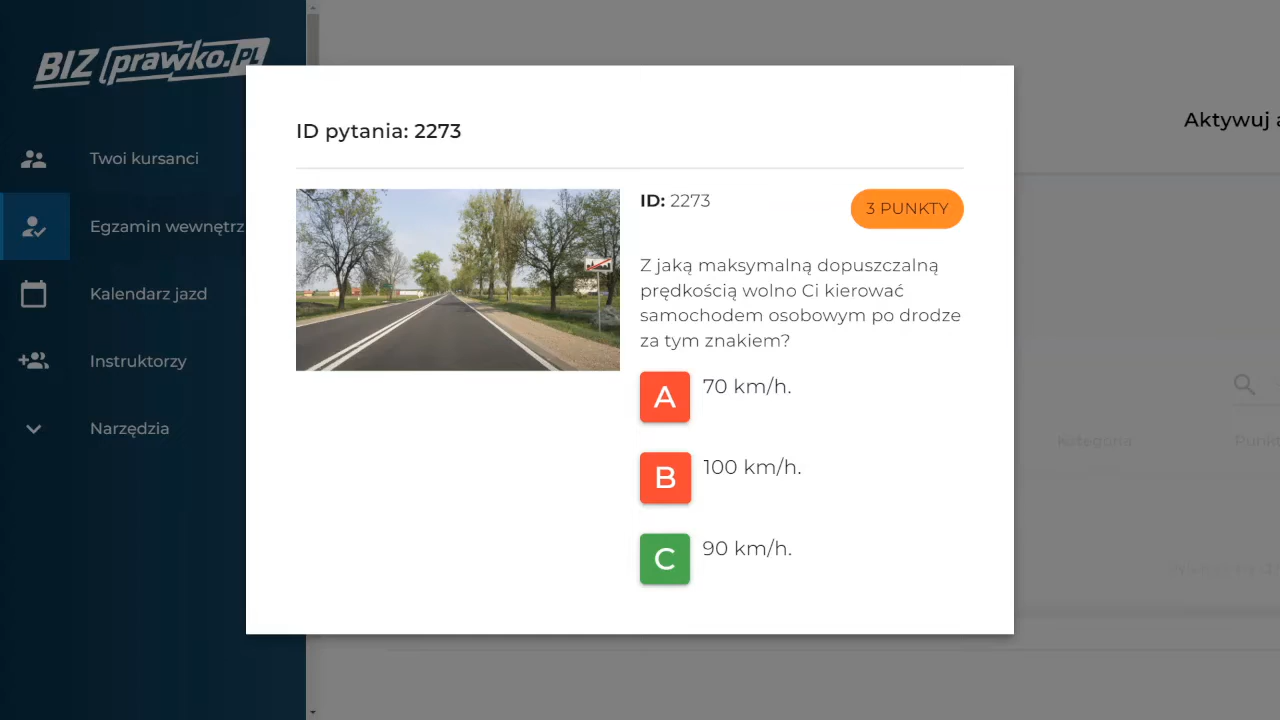 BIZ prawko.PL
Twoi kursanci
Egzamin wewnętrz
Kalendarz jazd
Instruktorzy
Narzędzia
Aktywuj a
Kategoria
Punkt
ID pytania: 2273
ID: 2273
3 PUNKTY
Z jaką maksymalną dopuszczalną
prędkością wolno Ci kierować
samochodem osobowym po drodze
za tym znakiem?
A 70 km/h.
B 100 km/h.
C 90 km/h.